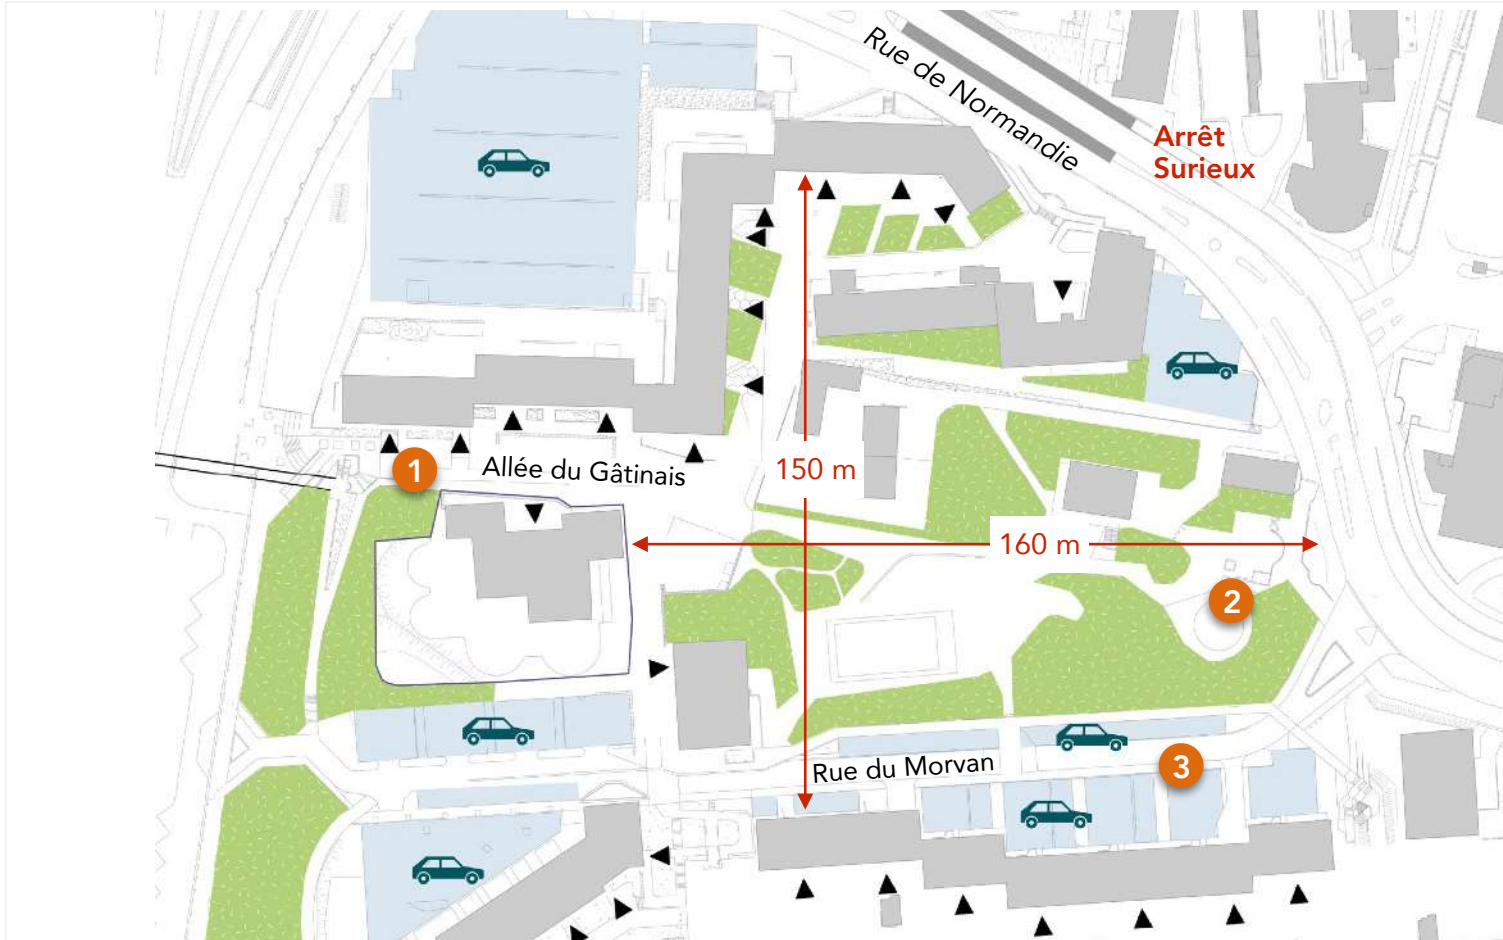 Rue de Normandie
Arrêt
Surieux
1
Allée du Gâtinais
150 m
160 m
2
Rue du Morvan
3